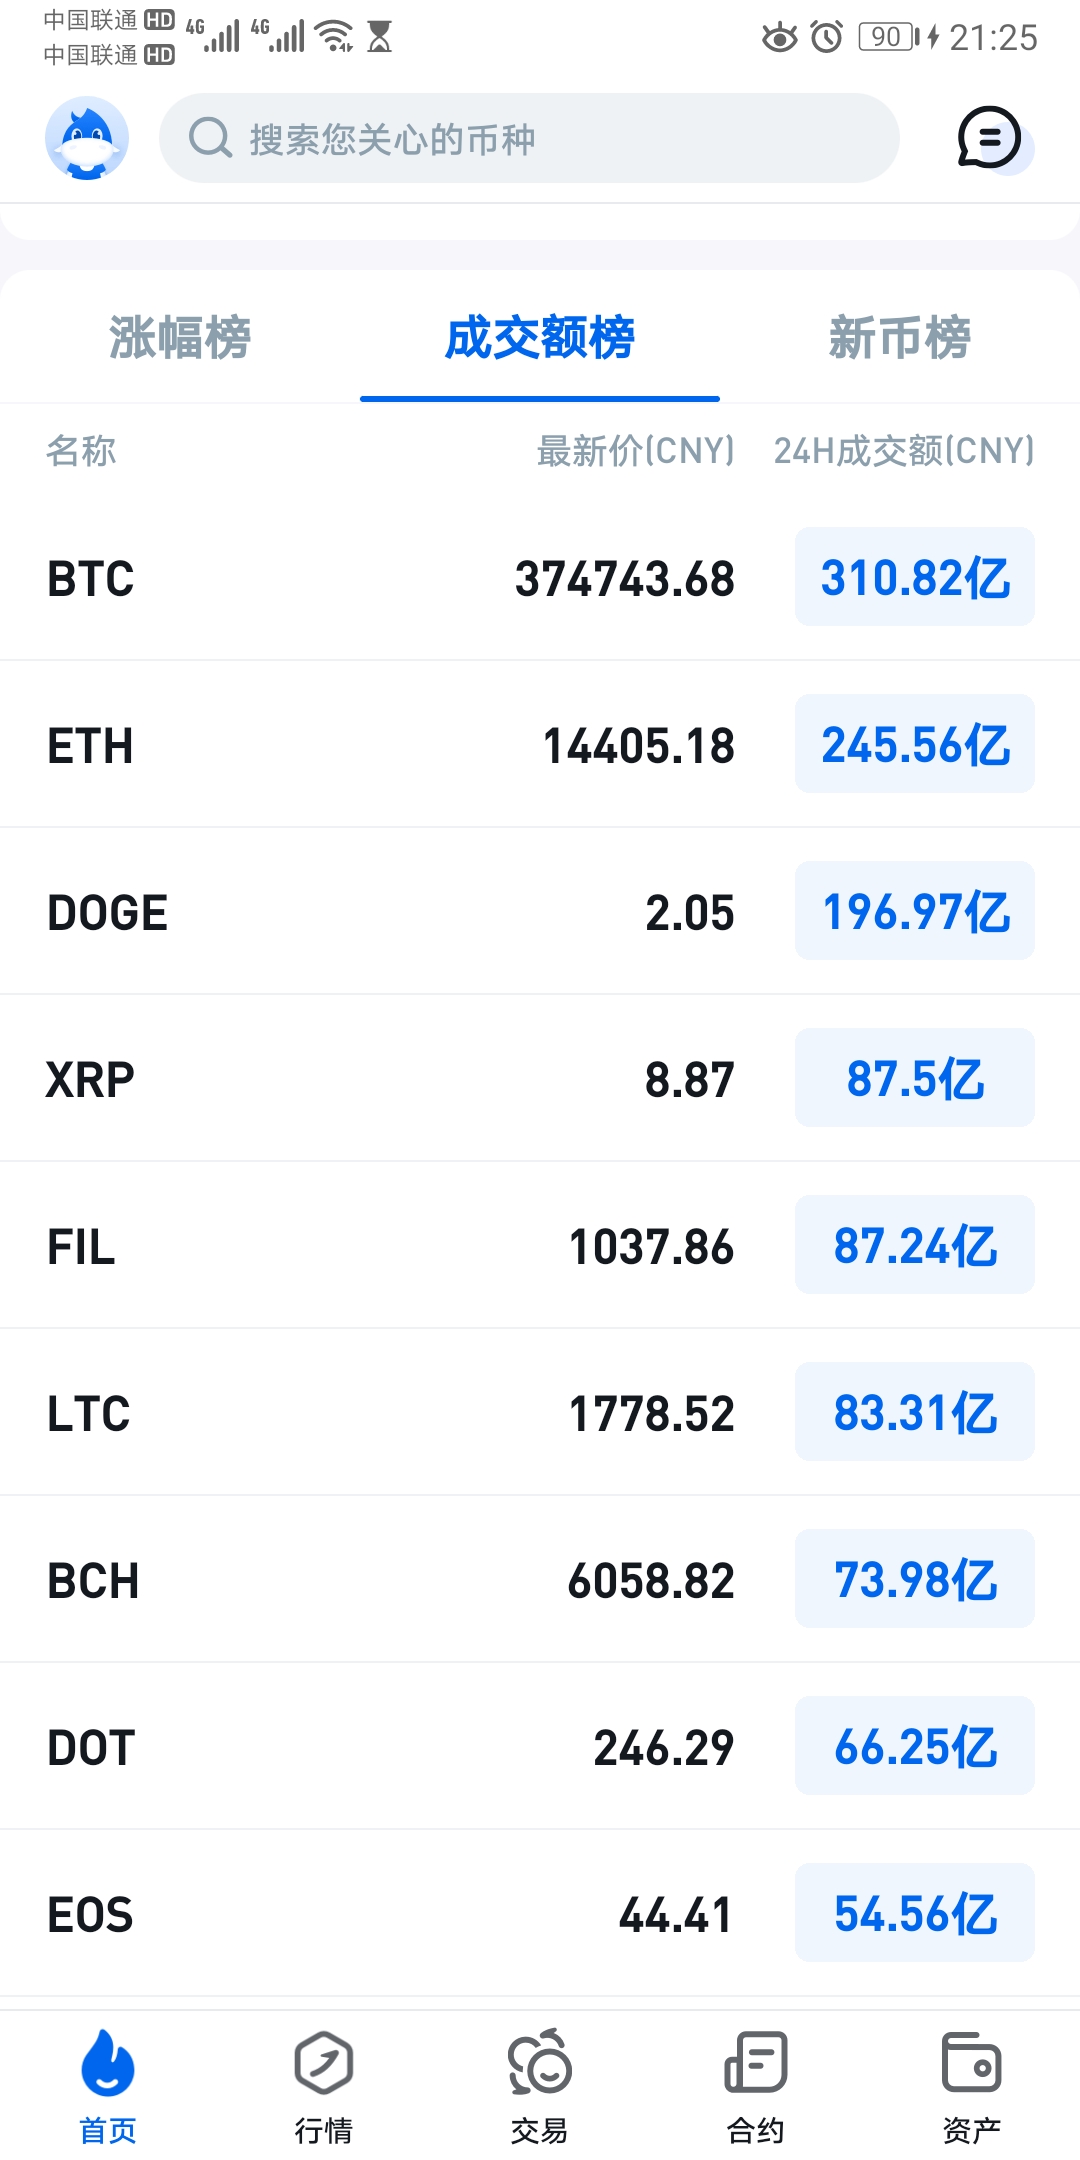 中国联通 HD 4G 4G
中国联通 HD
90 21:25
搜索您关心的币种
涨幅榜 成交额榜 新币榜
名称 最新价(CNY) 24H成交额(CNY)
BTC 374743.68 310.82亿
ETH 14405.18 245.56亿
DOGE 2.05 196.97亿
XRP 8.87 87.5亿
FIL 1037.86 87.24亿
LTC 1778.52 83.31亿
BCH 6058.82 73.98亿
DOT 246.29 66.25亿
EOS 44.41 54.56亿
首页 行情 交易 合约 资产